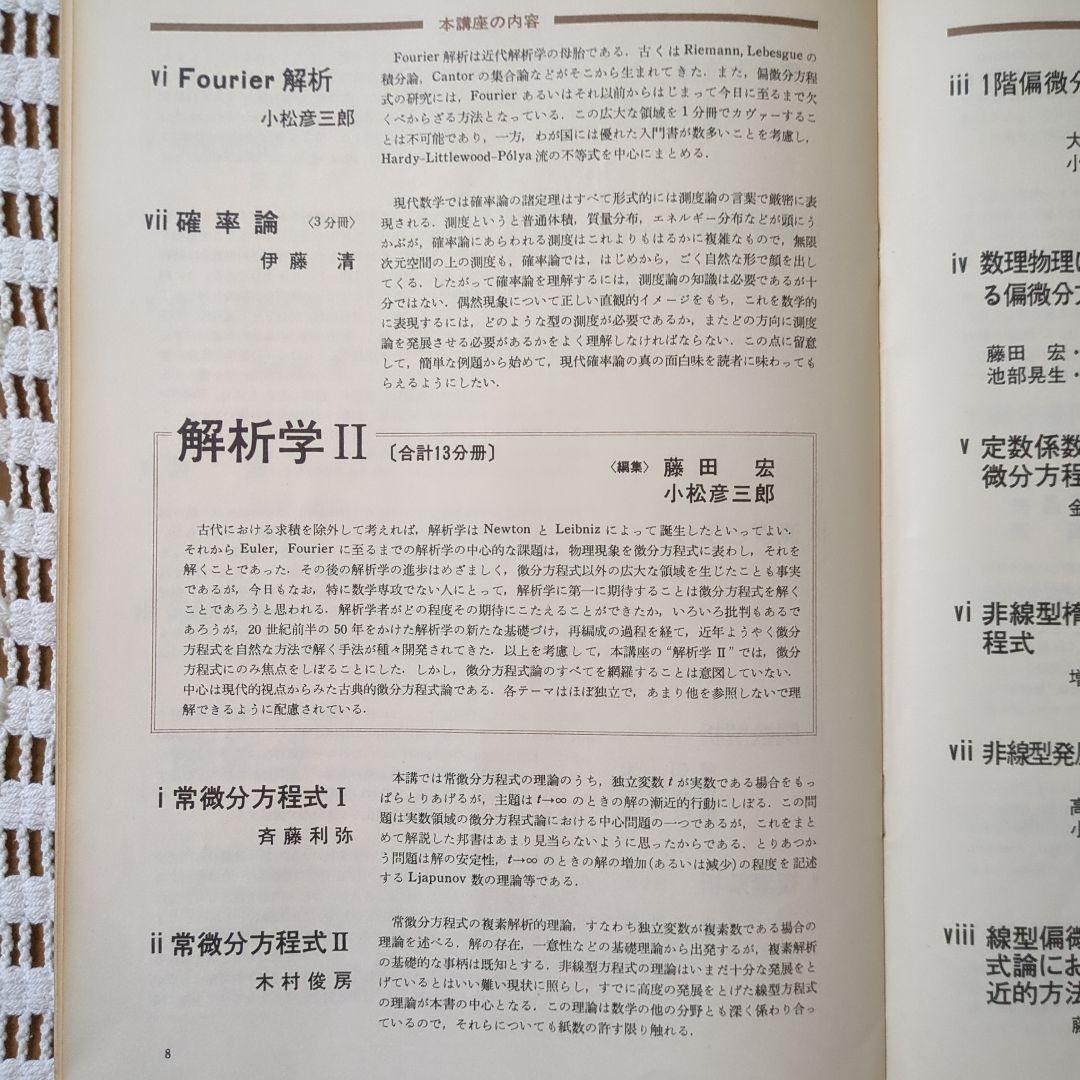 本講座の内容
vi Fourier 解析
小松彦三郎
Fourier 解析は近代解析学の母胎である．古くは Riemann, Lebesgue の
積分論，Cantor の集合論などがそこから生まれてきた．また，偏微分方程
式の研究には，Fourier あるいはそれ以前からはじまって今日に至るまで欠
くべからざる方法となっている．この広大な領域を1分冊でカヴァーするこ
とは不可能であり，一方，わが国には優れた入門書が数多いことを考慮し，
Hardy-Littlewood-Pólya 流の不等式を中心にまとめる．
vii 確率論 〈3分冊〉
伊藤 清
現代数学では確率論の諸定理はすべて形式的には測度論の言葉で厳密に表
現される．測度というと普通体積，質量分布，エネルギー分布などが頭にう
かぶが，確率論にあらわれる測度はこれよりもはるかに複雑なもので，無限
次元空間の上の測度も，確率論では，はじめから，ごく自然な形で顔を出し
てくる．したがって確率論を理解するには，測度論の知識は必要であるが十
分ではない．偶然現象について正しい直観的イメージをもち，これを数学的
に表現するには，どのような型の測度が必要であるか，またどの方向に測度
論を発展させる必要があるかをよく理解しなければならない．この点に留意
して，簡単な例題から始めて，現代確率論の真の面白味を読者に味わっても
らえるようにしたい．
解析学 II 〔合計13分冊〕
〈編集〉 藤田 宏
小松彦三郎
古代における求積を除外して考えれば，解析学は Newton と Leibniz によって誕生したといってよい．
それから Euler, Fourier に至るまでの解析学の中心的な課題は，物理現象を微分方程式に表わし，それを
解くことであった．その後の解析学の進歩はめざましく，微分方程式以外の広大な領域を生じたことも事実
であるが，今日もなお，特に数学専攻でない人にとって，解析学に第一に期待することは微分方程式を解く
ことであろうと思われる．解析学者がどの程度その期待にこたえることができたか，いろいろ批判もあるで
あろうが，20 世紀前半の 50 年をかけた解析学の新たな基礎づけ，再編成の過程を経て，近年ようやく微分
方程式を自然な方法で解く手法が種々開発されてきた．以上を考慮して，本講座の“解析学 II”では，微分
方程式にのみ焦点をしぼることにした．しかし，微分方程式論のすべてを網羅することは意図していない．
中心は現代的視点からみた古典的微分方程式論である．各テーマはほぼ独立で，あまり他を参照しないで理
解できるように配慮されている．
i 常微分方程式 I
斉藤利弥
本講では常微分方程式の理論のうち，独立変数 t が実数である場合をもっ
ぱらとりあげるが，主題は t→∞ のときの解の漸近的行動にしぼる．この問
題は実数領域の微分方程式論における中心問題の一つであるが，これをまと
めて解説した邦書はあまり見当らないように思ったからである．とりあつか
う問題は解の安定性，t→∞ のときの解の増加(あるいは減少)の程度を記述
する Ljapunov 数の理論等である．
ii 常微分方程式 II
木村俊房
常微分方程式の複素解析的理論，すなわち独立変数が複素数である場合の
理論を述べる．解の存在，一意性などの基礎理論から出発するが，複素解析
の基礎的な事柄は既知とする．非線型方程式の理論はいまだ十分な発展をと
げているとはいい難い現状に照らし，すでに高度の発展をとげた線型方程式
の理論が本書の中心となる．この理論は数学の他の分野とも深く係わり合っ
ているので，それらについても紙数の許す限り触れる．
8
iii 1階偏微分
大
小
iv 数理物理に
る偏微分方
藤田 宏・
池部晃生・
v 定数係数
微分方程
金
vi 非線型楕
程式
増
vii 非線型発展
高
小
viii 線型偏微
式論にお
近的方法
藤